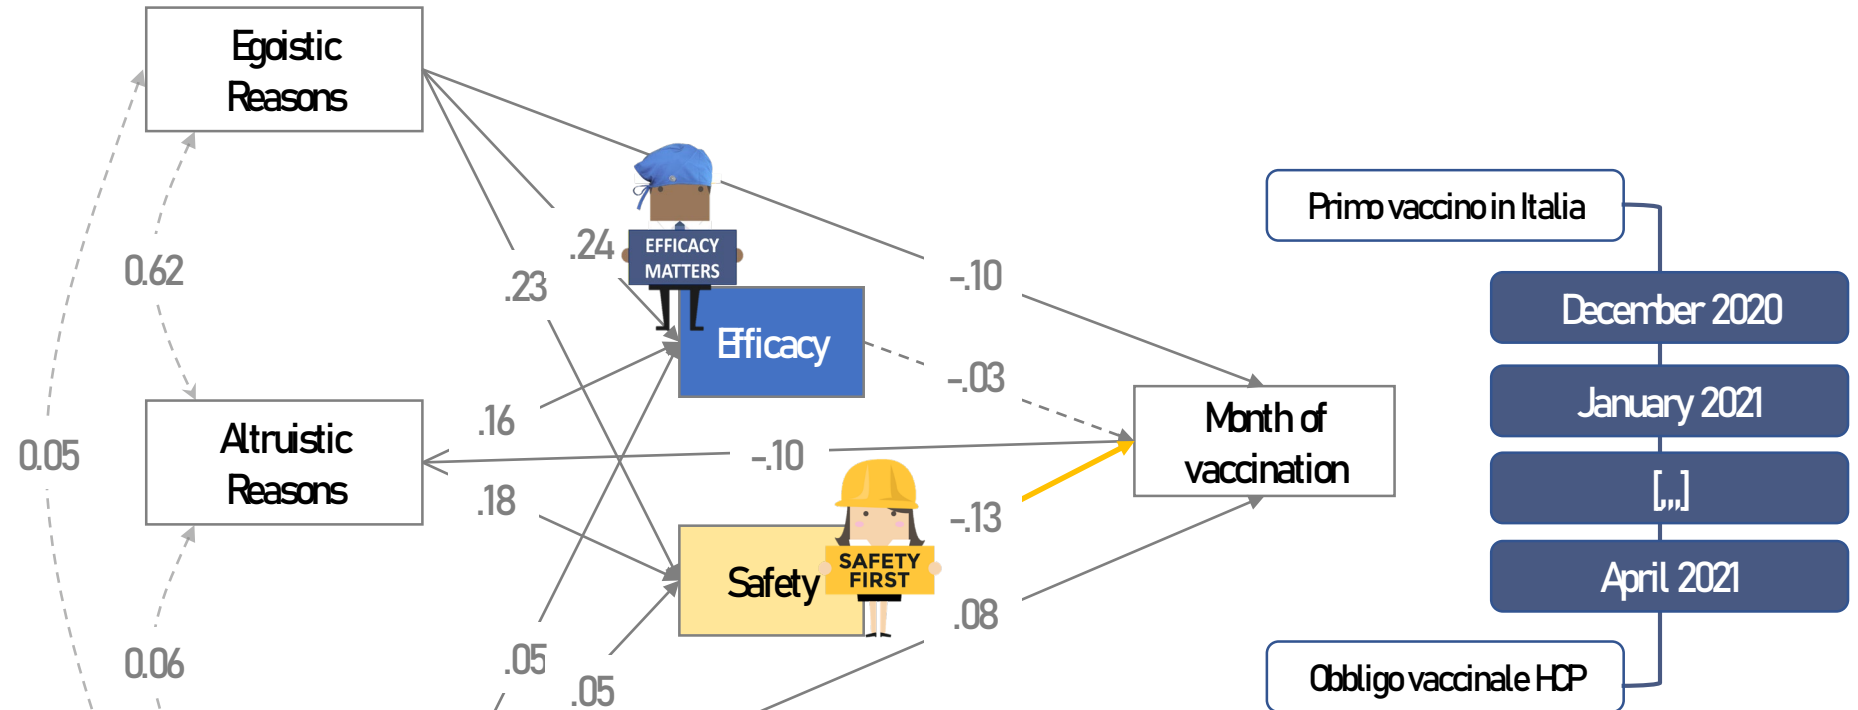 Egoistic
Reasons
.24
EFFICACY
MATTERS
.23
0.62
-.10
Efficacy
-.03
Primo vaccino in Italia
December 2020
January 2021
[,,,]
April 2021
Obbligo vaccinale HCP
Altruistic
Reasons
0.05
.16
-.10
.18
Month of
vaccination
-.13
Safety
SAFETY
FIRST
.08
0.06
.05
.05